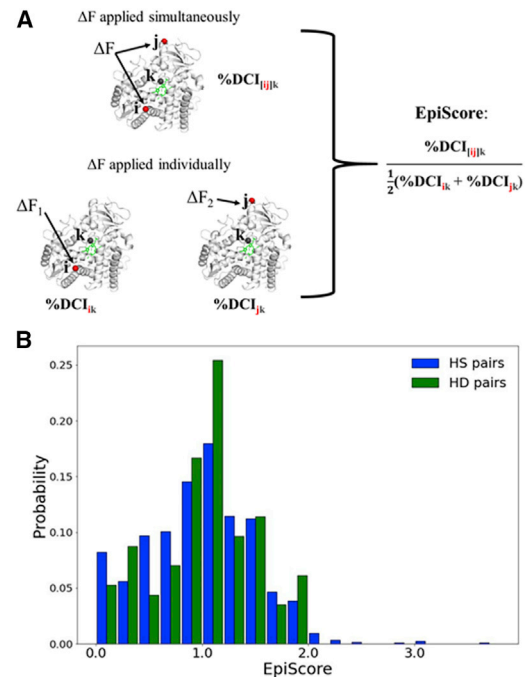 A
ΔF applied simultaneously
j
ΔF
k
i
%DCI[ij]k
ΔF applied individually
ΔF1
k
i
%DCIik
ΔF2
j
k
%DCIjk
EpiScore:
%DCI[ij]k
1/2(%DCIik + %DCIjk)
B
HS pairs
HD pairs
Probability
0.25
0.20
0.15
0.10
0.05
0.00
0.0 1.0 2.0 3.0
EpiScore